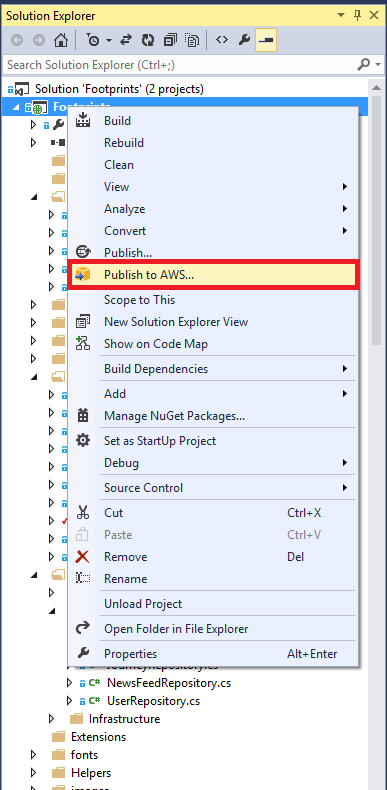 Solution Explorer
Search Solution Explorer (Ctrl+;)
Solution 'Footprints' (2 projects)
Footprints
Build
Rebuild
Clean
View
Analyze
Convert
Publish...
Publish to AWS...
Scope to This
New Solution Explorer View
Show on Code Map
Build Dependencies
Add
Manage NuGet Packages...
Set as StartUp Project
Debug
Source Control
Cut Ctrl+X
Paste Ctrl+V
Remove Del
Rename
Unload Project
Open Folder in File Explorer
Properties Alt+Enter
JourneyRepository.cs
C# NewsFeedRepository.cs
C# UserRepository.cs
Infrastructure
Extensions
fonts
Helpers
images